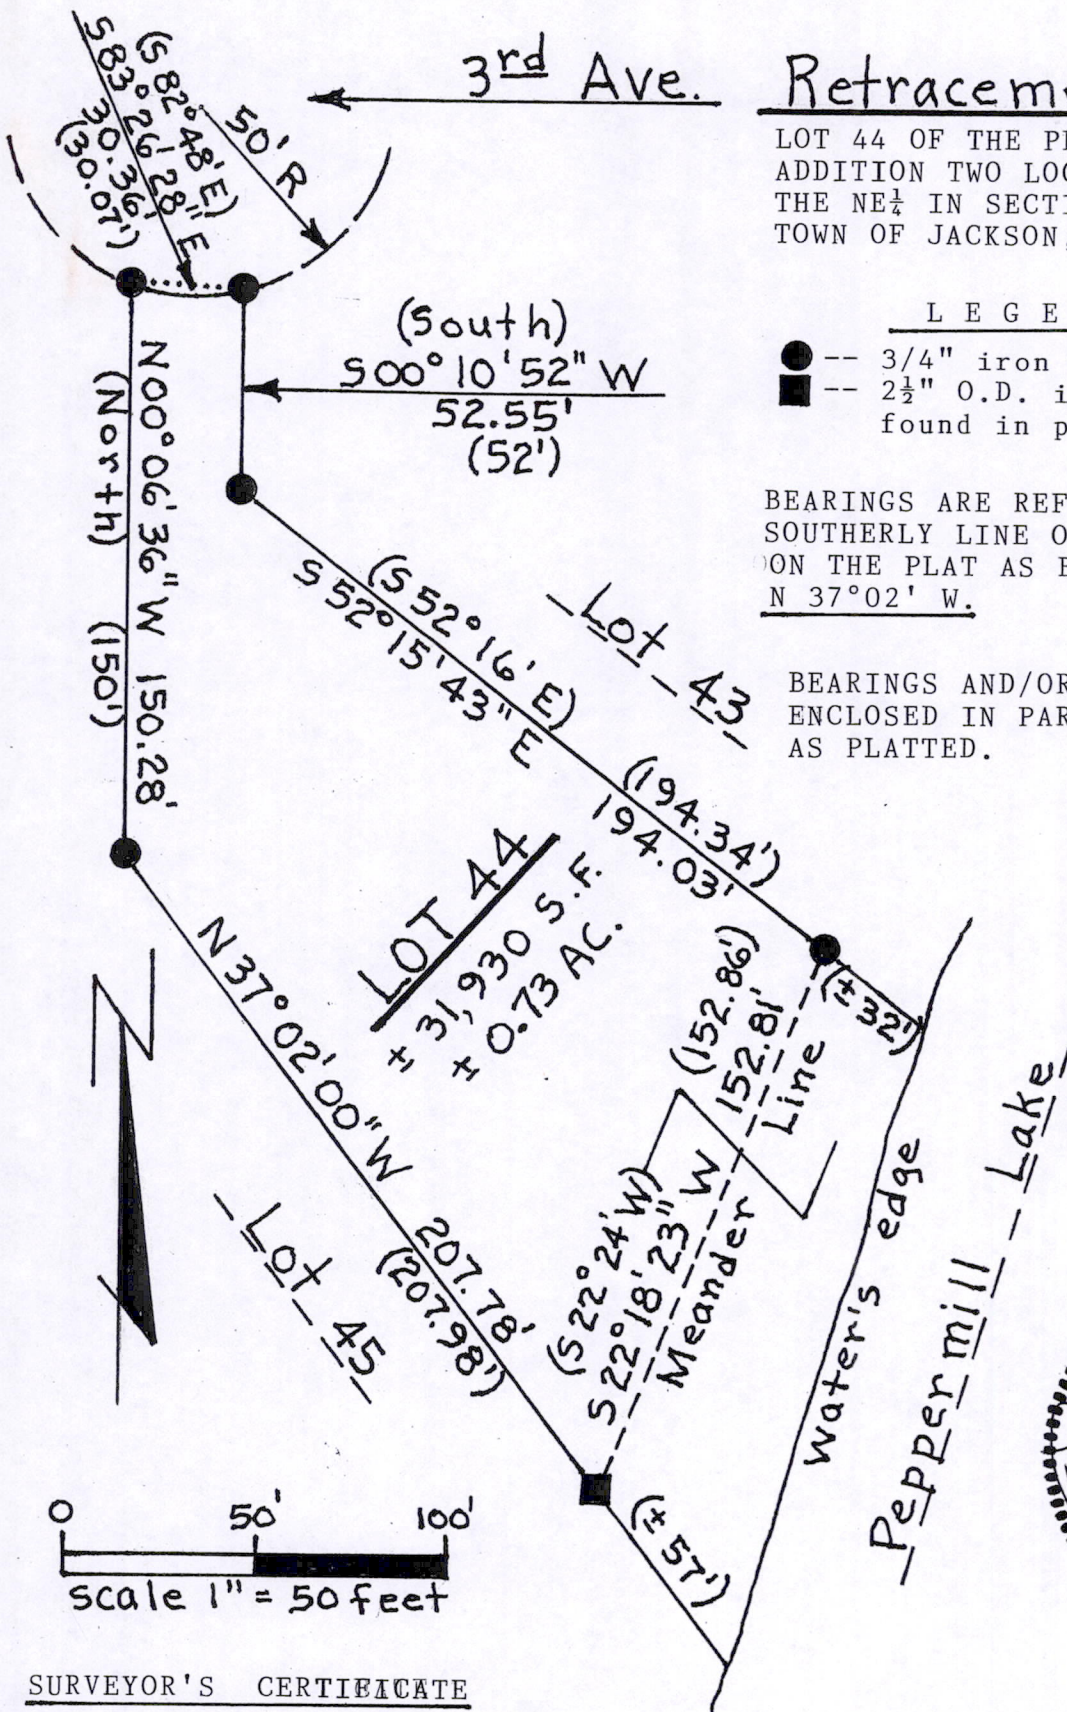 3rd Ave.
Retracem
LOT 44 OF THE P
ADDITION TWO LOC
THE NE¼ IN SECTI
TOWN OF JACKSON,
L E G E
-- 3/4" iron
-- 2½" O.D. i
found in p
BEARINGS ARE REF
SOUTHERLY LINE O
ON THE PLAT AS B
N 37°02' W.
BEARINGS AND/OR
ENCLOSED IN PAR
AS PLATTED.
(S 82°48' E)
S 83°26'28" E
30.36'
(30.07')
50' R
(South)
S00°10'52" W
52.55'
(52')
N00°06'36" W 150.28'
(North) (150')
(S 52°16' E) (194.34')
S 52°15'43" E 194.03'
Lot 43
LOT 44
± 31,930 S.F.
± 0.73 AC.
N 37°02'00" W 207.78'
(207.98')
Lot 45
(S 22°24' W) (152.86')
S 22°18'23" W 152.81'
Meander Line
(± 32')
(± 57')
water's edge
Peppermill Lake
0 50' 100'
scale 1" = 50 feet
SURVEYOR'S CERTIFICATE